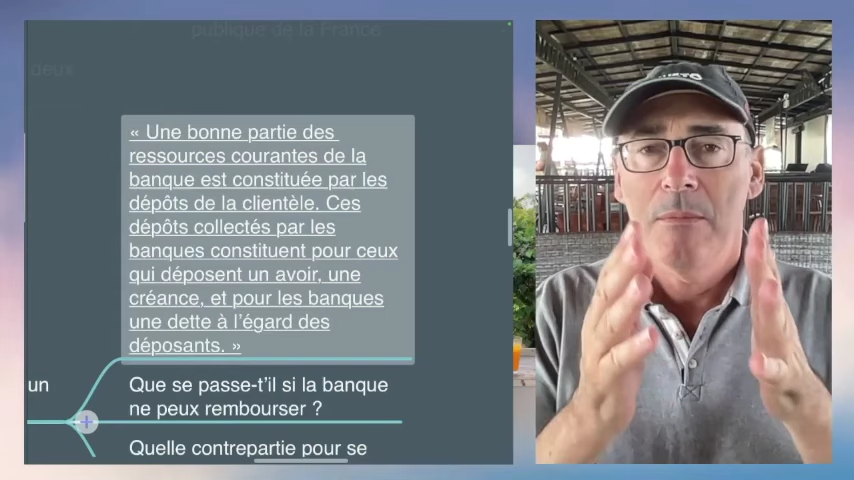 publique de la France
deux
« Une bonne partie des
ressources courantes de la
banque est constituée par les
dépôts de la clientèle. Ces
dépôts collectés par les
banques constituent pour ceux
qui déposent un avoir, une
créance, et pour les banques
une dette à l’égard des
déposants. »
un
Que se passe-t’il si la banque
ne peux rembourser ?
Quelle contrepartie pour se